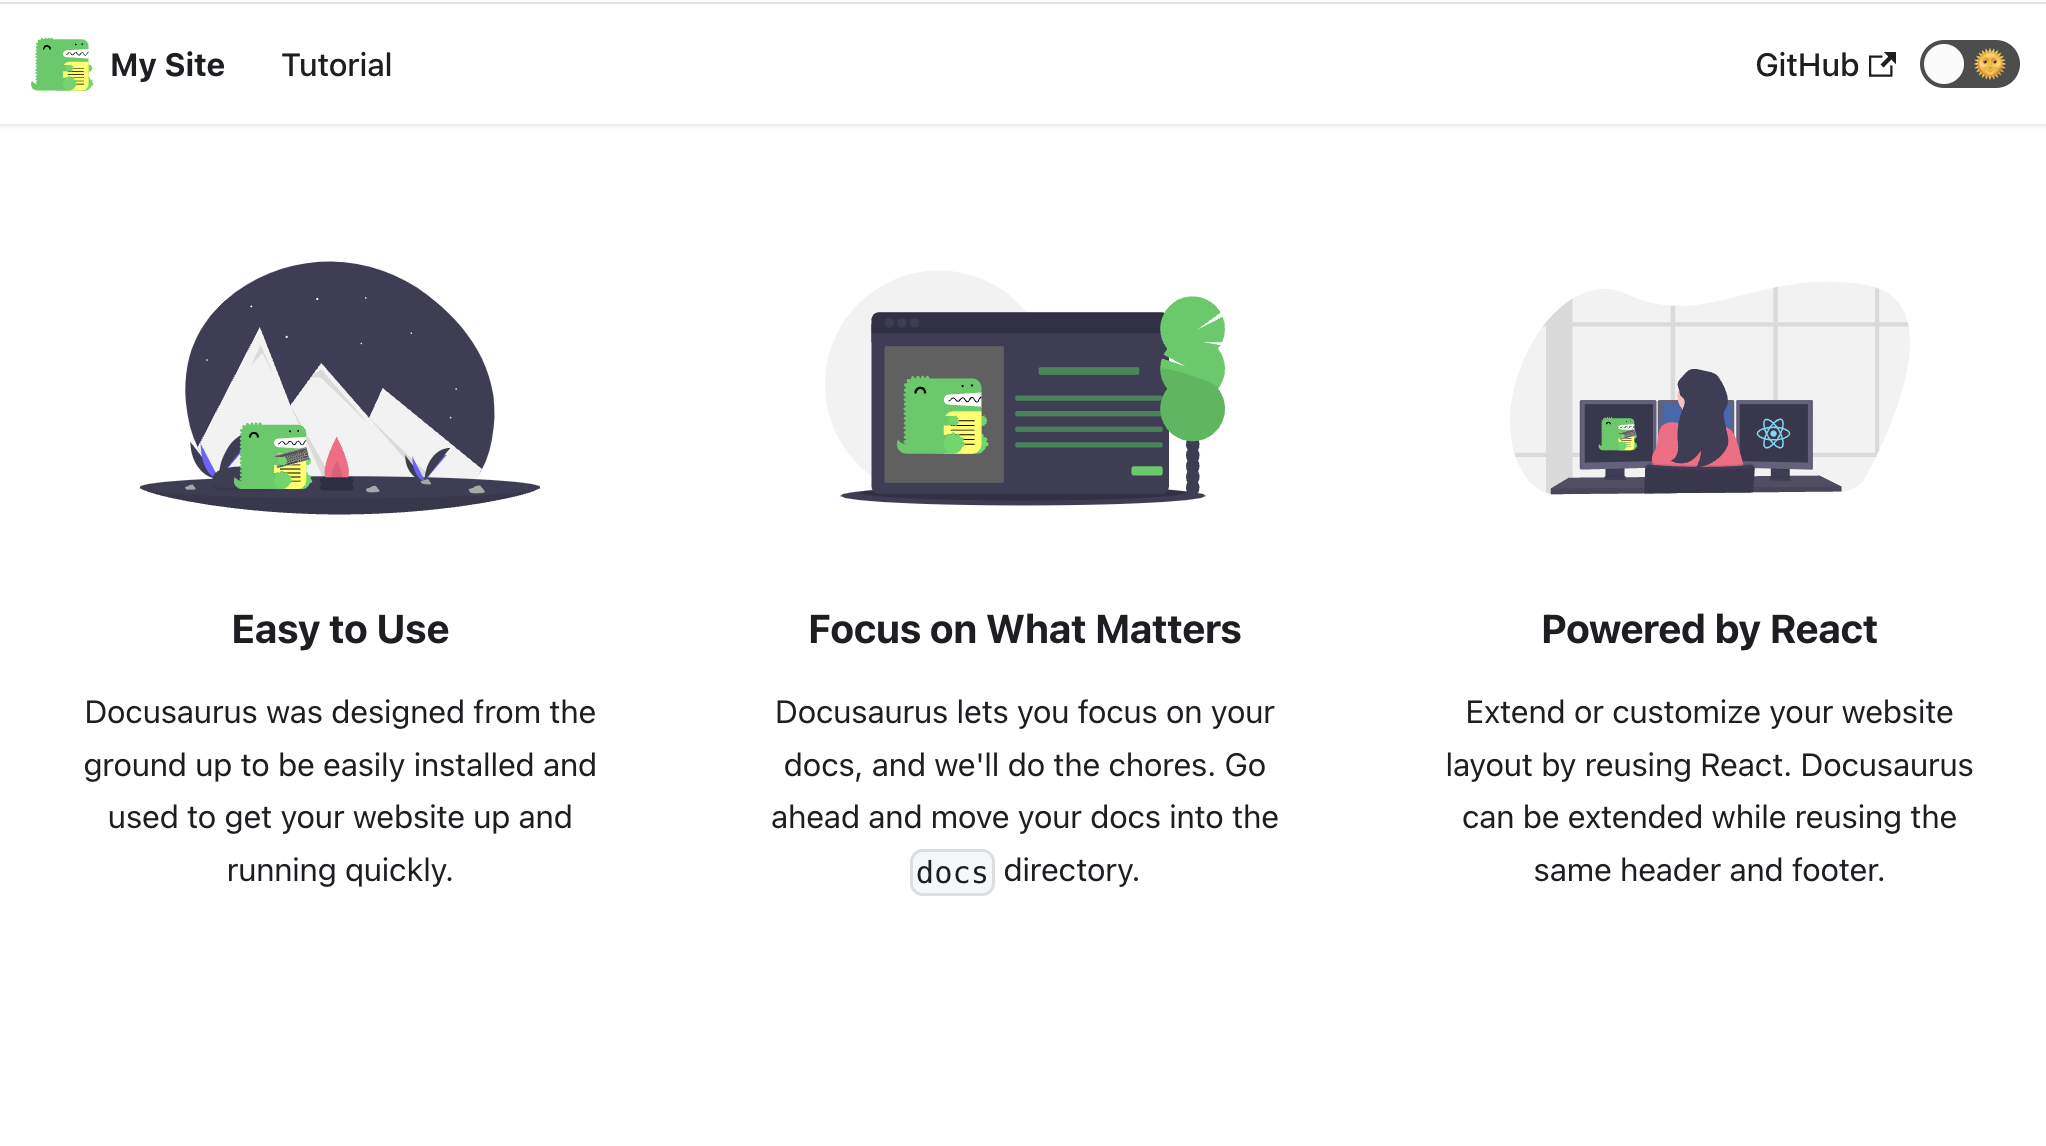 My Site
Tutorial
GitHub
Easy to Use
Docusaurus was designed from the
ground up to be easily installed and
used to get your website up and
running quickly.
Focus on What Matters
Docusaurus lets you focus on your
docs, and we'll do the chores. Go
ahead and move your docs into the
docs directory.
Powered by React
Extend or customize your website
layout by reusing React. Docusaurus
can be extended while reusing the
same header and footer.